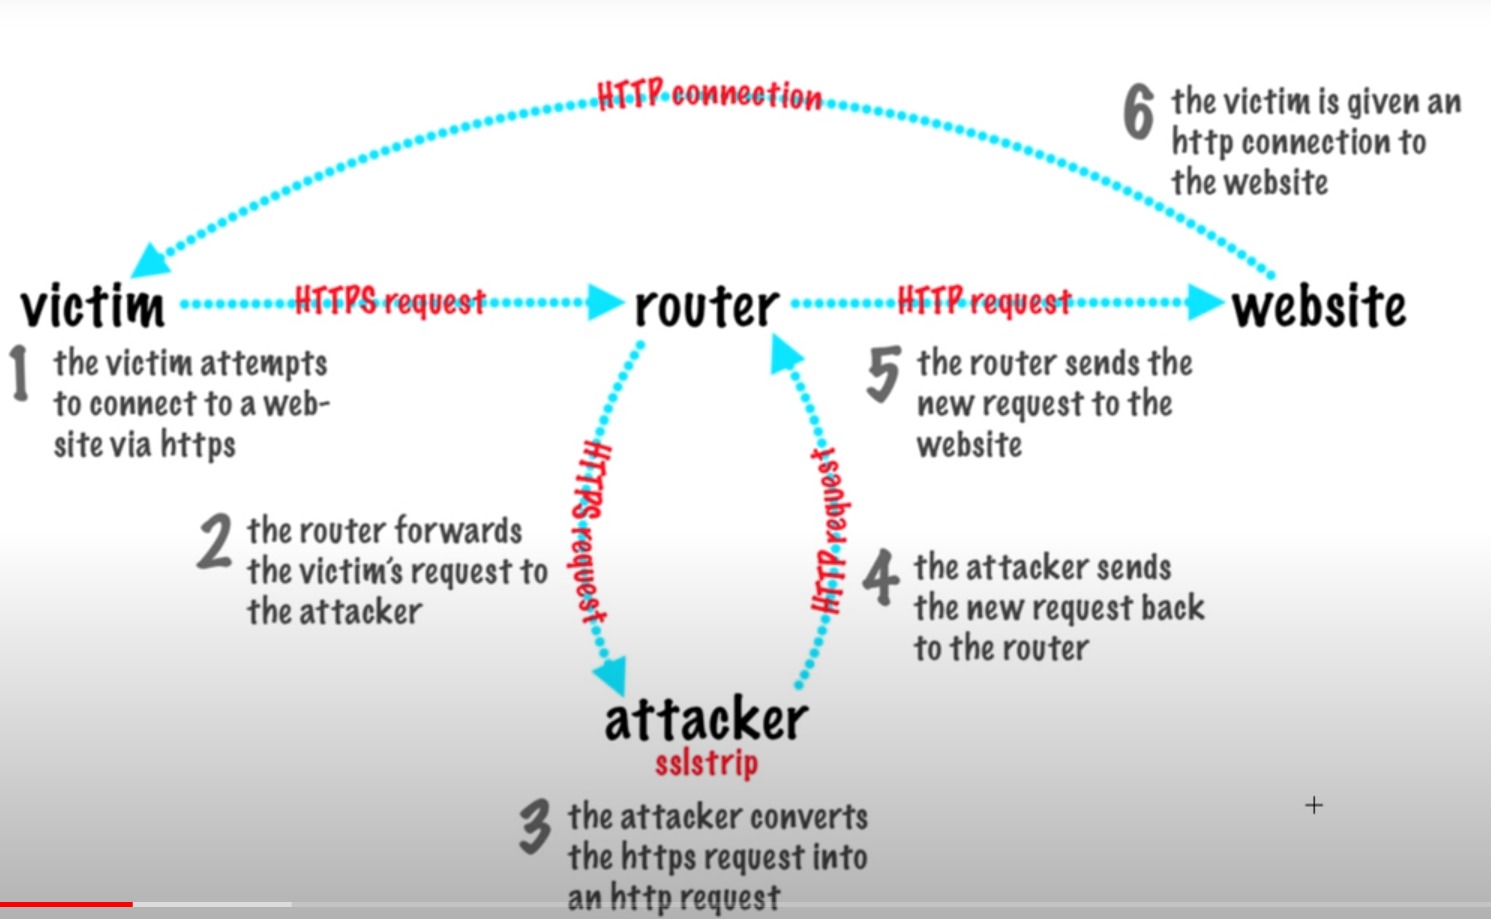 HTTP connection
6 the victim is given an
http connection to
the website
victim
HTTPS request
router
HTTP request
website
1 the victim attempts
to connect to a web-
site via https
5 the router sends the
new request to the
website
HTTPS request
HTTP request
2 the router forwards
the victim's request to
the attacker
4 the attacker sends
the new request back
to the router
attacker
sslstrip
3 the attacker converts
the https request into
an http request